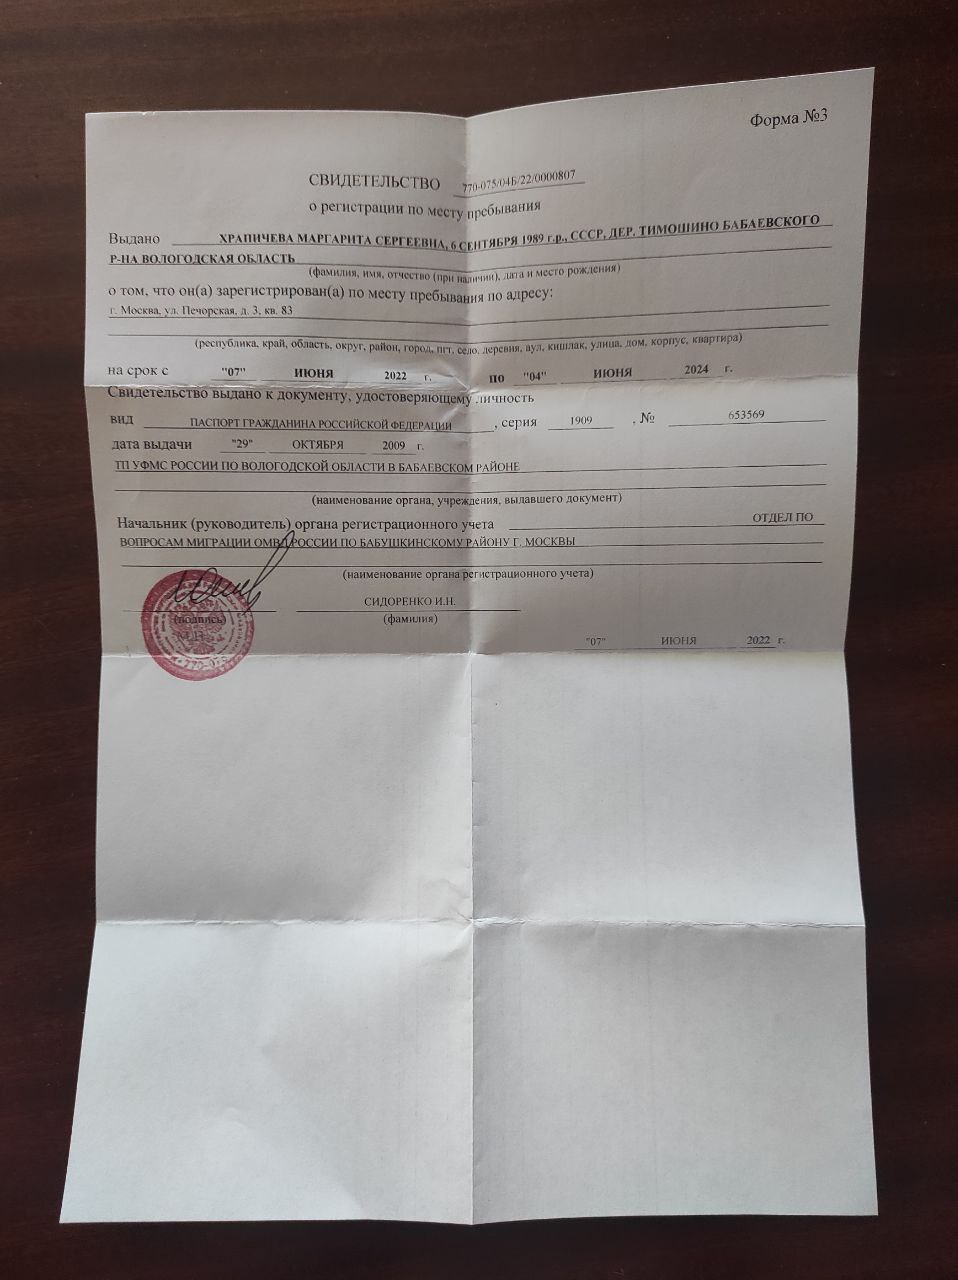 Форма №3
СВИДЕТЕЛЬСТВО 770-075/04Б/22/0000807
о регистрации по месту пребывания
Выдано ХРАПИЧЕВА МАРГАРИТА СЕРГЕЕВНА, 6 СЕНТЯБРЯ 1989 г.р., СССР, ДЕР. ТИМОШИНО БАБАЕВСКОГО
Р-НА ВОЛОГОДСКАЯ ОБЛАСТЬ
(фамилия, имя, отчество (при наличии), дата и место рождения)
о том, что он(а) зарегистрирован(а) по месту пребывания по адресу:
г. Москва, ул. Печорская, д. 3, кв. 83
(республика, край, область, округ, район, город, пгт, село, деревня, аул, кишлак, улица, дом, корпус, квартира)
на срок с "07" ИЮНЯ 2022 г. по "04" ИЮНЯ 2024 г.
Свидетельство выдано к документу, удостоверяющему личность
вид ПАСПОРТ ГРАЖДАНИНА РОССИЙСКОЙ ФЕДЕРАЦИИ , серия 1909 , № 653569
дата выдачи "29" ОКТЯБРЯ 2009 г.
ТП УФМС РОССИИ ПО ВОЛОГОДСКОЙ ОБЛАСТИ В БАБАЕВСКОМ РАЙОНЕ
(наименование органа, учреждения, выдавшего документ)
Начальник (руководитель) органа регистрационного учета ОТДЕЛ ПО
ВОПРОСАМ МИГРАЦИИ ОМВД РОССИИ ПО БАБУШКИНСКОМУ РАЙОНУ Г. МОСКВЫ
(наименование органа регистрационного учета)
СИДОРЕНКО И.Н.
(подпись) (фамилия)
М.П.
770-075
"07" ИЮНЯ 2022 г.